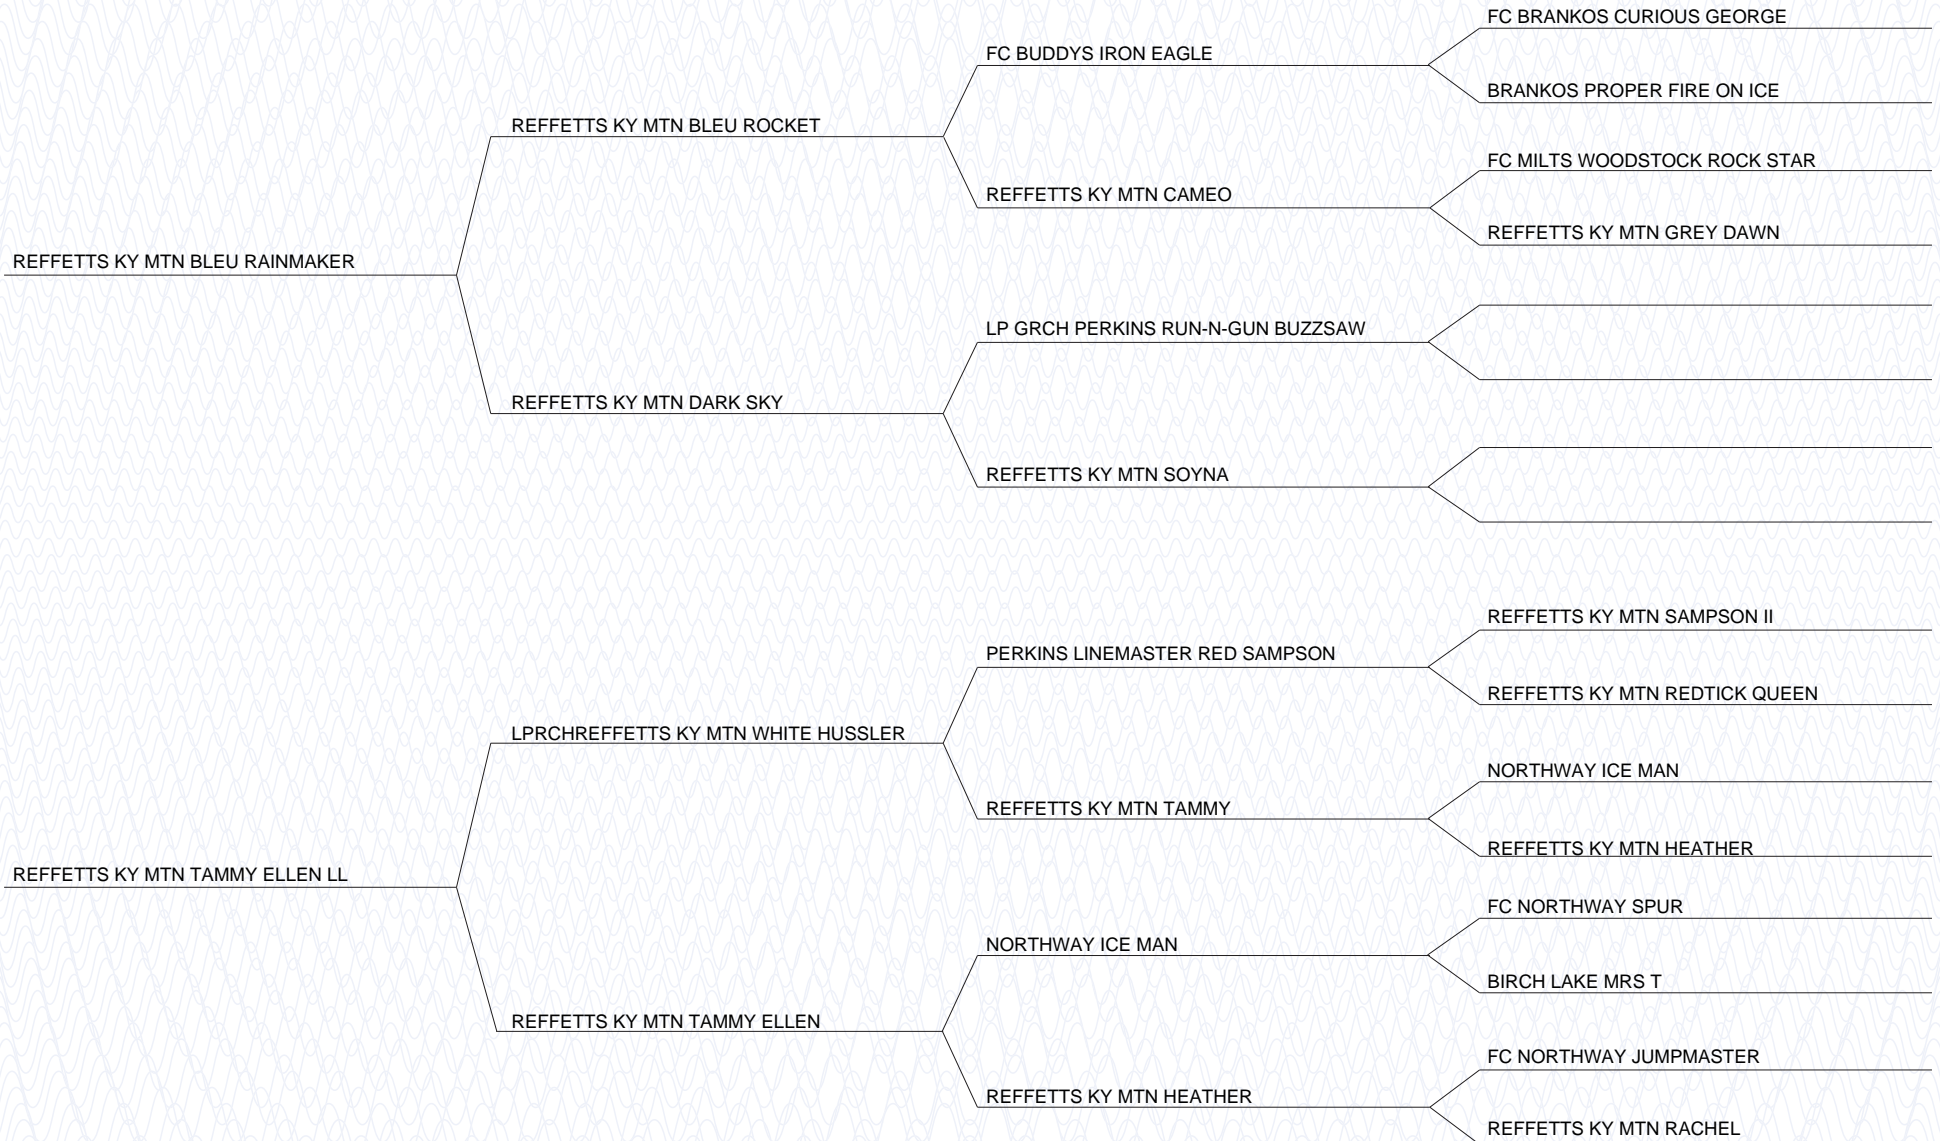 FC BRANKOS CURIOUS GEORGE
FC BUDDYS IRON EAGLE
BRANKOS PROPER FIRE ON ICE
REFFETTS KY MTN BLEU ROCKET
FC MILTS WOODSTOCK ROCK STAR
REFFETTS KY MTN CAMEO
REFFETTS KY MTN GREY DAWN
REFFETTS KY MTN BLEU RAINMAKER
LP GRCH PERKINS RUN-N-GUN BUZZSAW
REFFETTS KY MTN DARK SKY
REFFETTS KY MTN SOYNA
REFFETTS KY MTN SAMPSON II
PERKINS LINEMASTER RED SAMPSON
REFFETTS KY MTN REDTICK QUEEN
LPRCHREFFETTS KY MTN WHITE HUSSLER
NORTHWAY ICE MAN
REFFETTS KY MTN TAMMY
REFFETTS KY MTN HEATHER
REFFETTS KY MTN TAMMY ELLEN LL
FC NORTHWAY SPUR
NORTHWAY ICE MAN
BIRCH LAKE MRS T
REFFETTS KY MTN TAMMY ELLEN
FC NORTHWAY JUMPMASTER
REFFETTS KY MTN HEATHER
REFFETTS KY MTN RACHEL